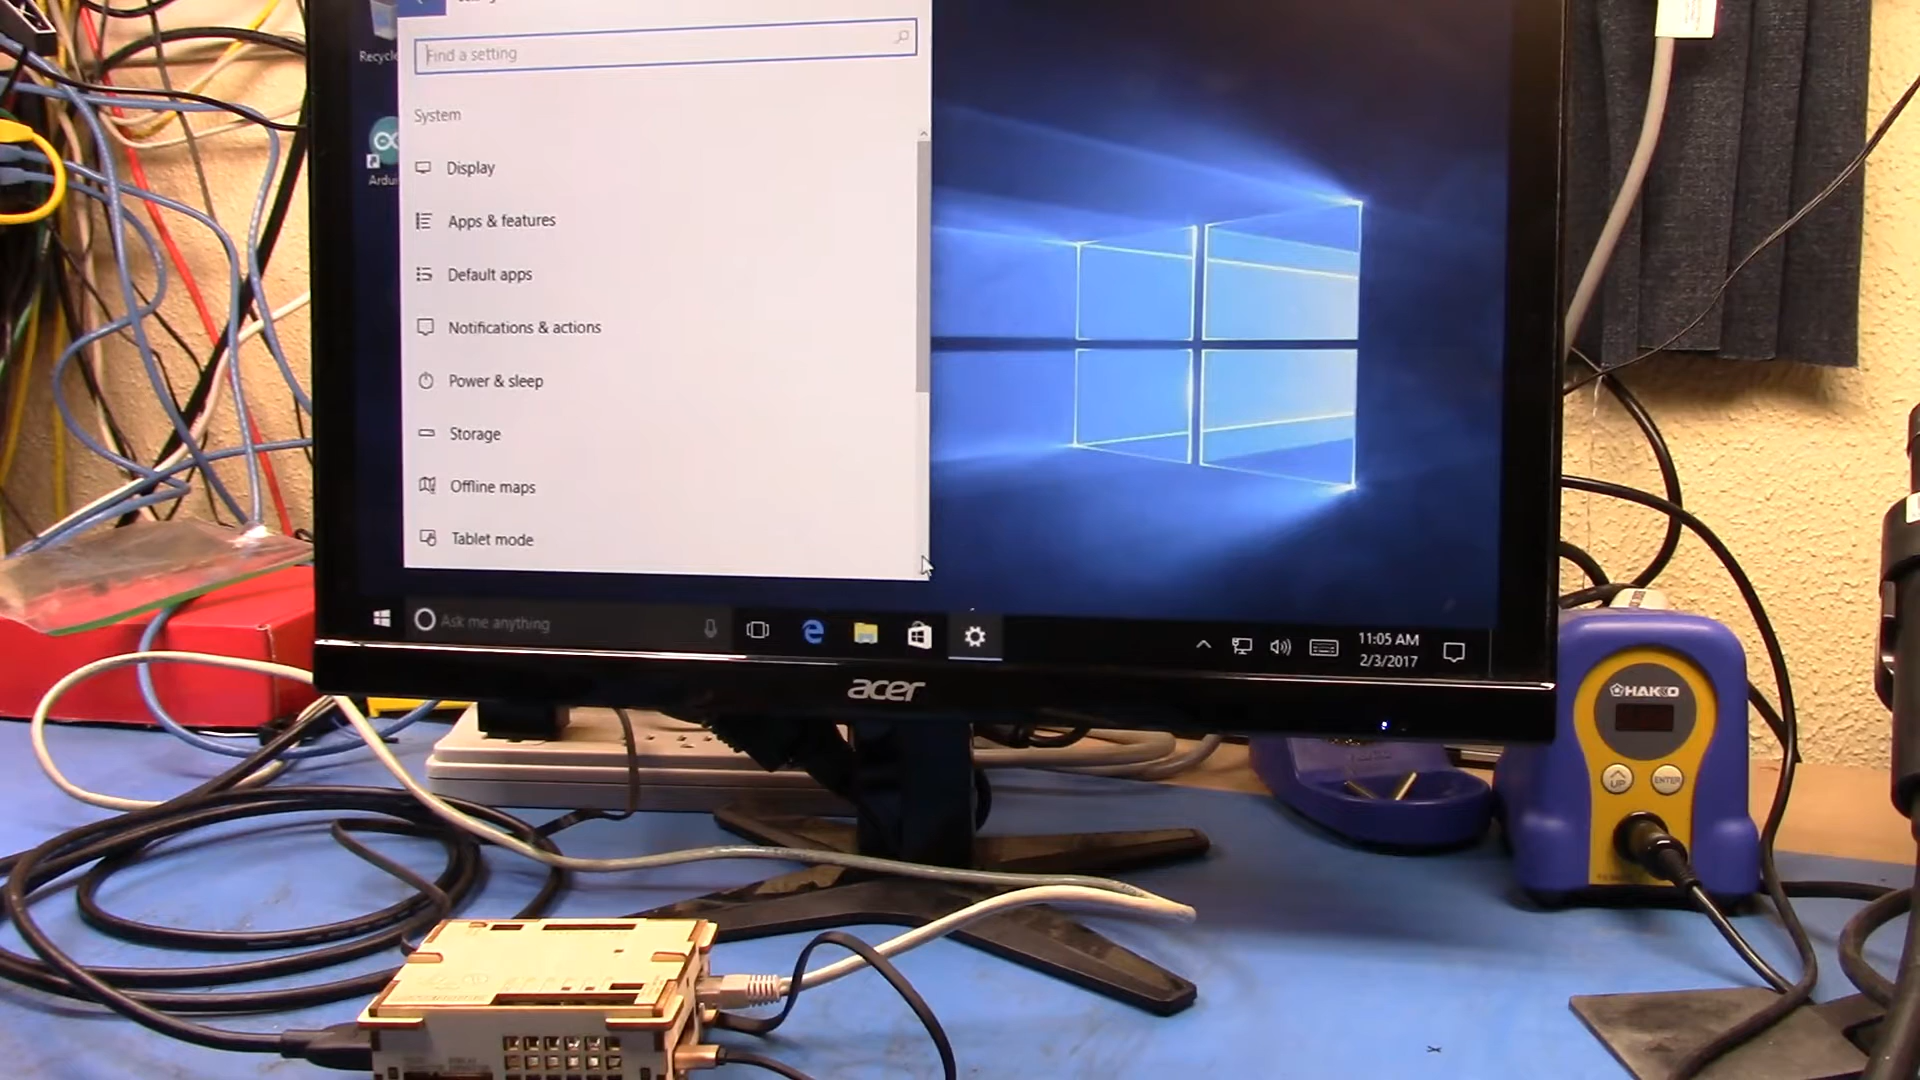 Find a setting
Recycle
System
Display
Apps & features
Default apps
Notifications & actions
Power & sleep
Storage
Offline maps
Tablet mode
Ask me anything
11:05 AM
2/3/2017
acer
HAKKO
UP
ENTER